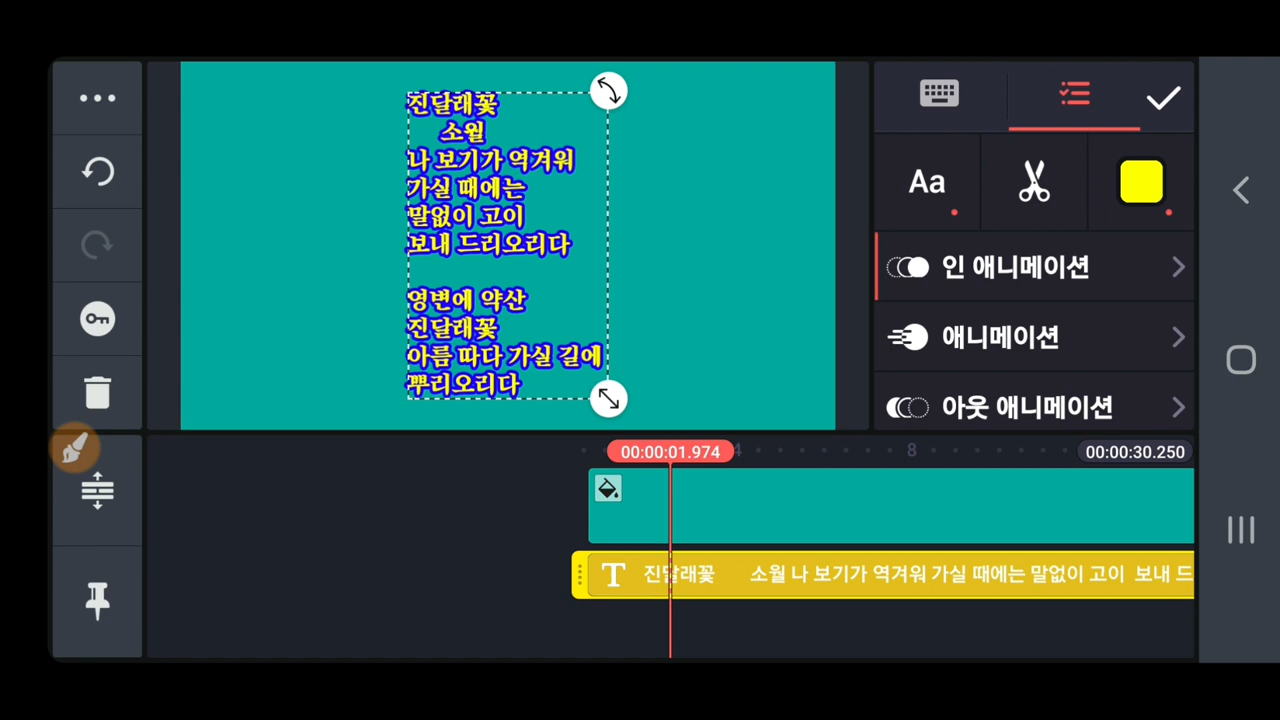 진달래꽃
소월
나 보기가 역겨워
가실 때에는
말없이 고이
보내 드리오리다
영변에 약산
진달래꽃
아름 따다 가실 길에
뿌리오리다
Aa
인 애니메이션
애니메이션
아웃 애니메이션
00:00:01.974 4 8 00:00:30.250
T 진달래꽃 소월 나 보기가 역겨워 가실 때에는 말없이 고이 보내 드